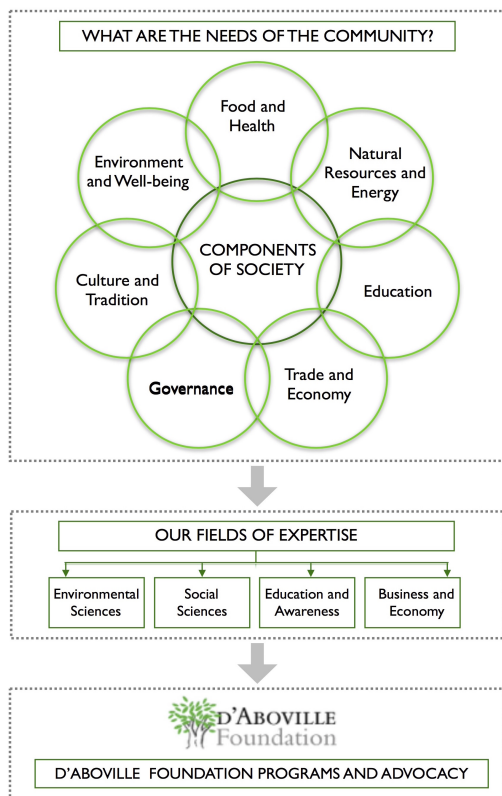 WHAT ARE THE NEEDS OF THE COMMUNITY?
Food and
Health
Environment
and Well-being
Natural
Resources and
Energy
COMPONENTS
OF SOCIETY
Culture and
Tradition
Education
Governance
Trade and
Economy
OUR FIELDS OF EXPERTISE
Environmental
Sciences
Social
Sciences
Education and
Awareness
Business and
Economy
D'ABOVILLE
Foundation
D'ABOVILLE FOUNDATION PROGRAMS AND ADVOCACY